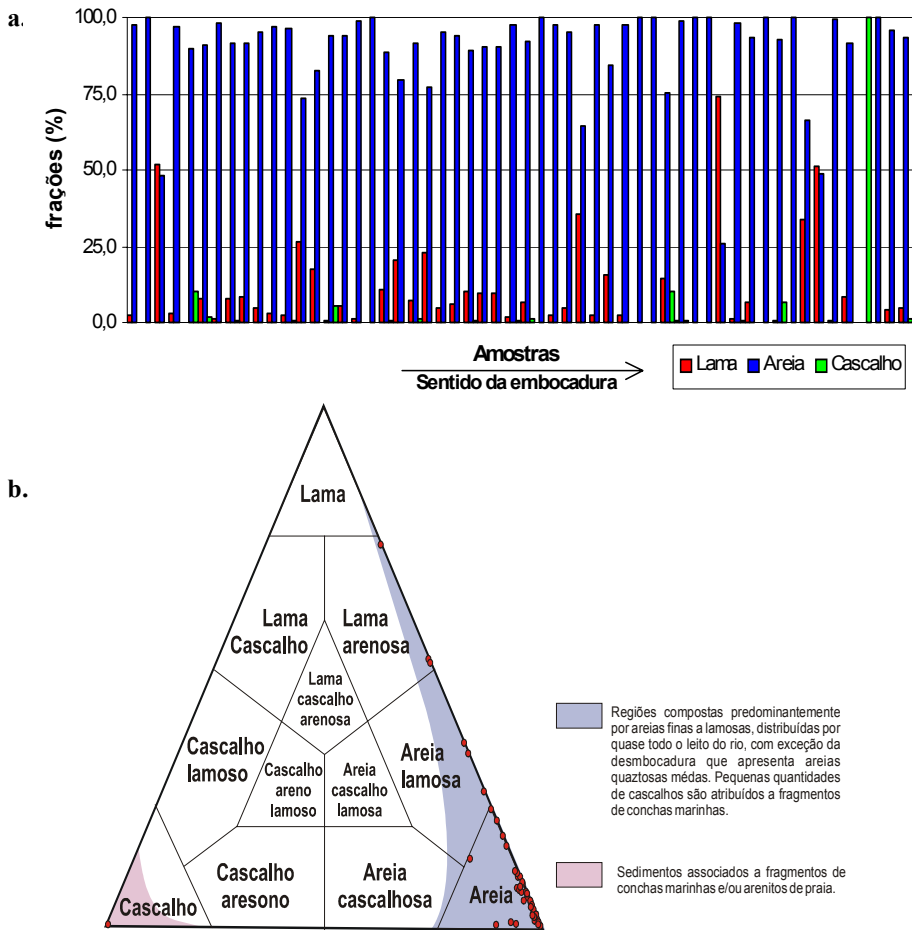 a.
100,0
75,0
50,0
25,0
0,0
frações (%)
Amostras
Sentido da embocadura
Lama
Areia
Cascalho
b.
Lama
Lama
Cascalho
Lama
arenosa
Lama
cascalho
arenosa
Cascalho
lamoso
Areia
lamosa
Cascalho
areno
lamoso
Areia
cascalho
lamosa
Cascalho
Cascalho
aresono
Areia
cascalhosa
Areia
Regiões compostas predominantemente
por areias finas a lamosas, distribuídas por
quase todo o leito do rio, com exceção da
desmbocadura que apresenta areias
quaztosas médas. Pequenas quantidades
de cascalhos são atribuídos a fragmentos
de conchas marinhas.
Sedimentos associados a fragmentos de
conchas marinhas e/ou arenitos de praia.